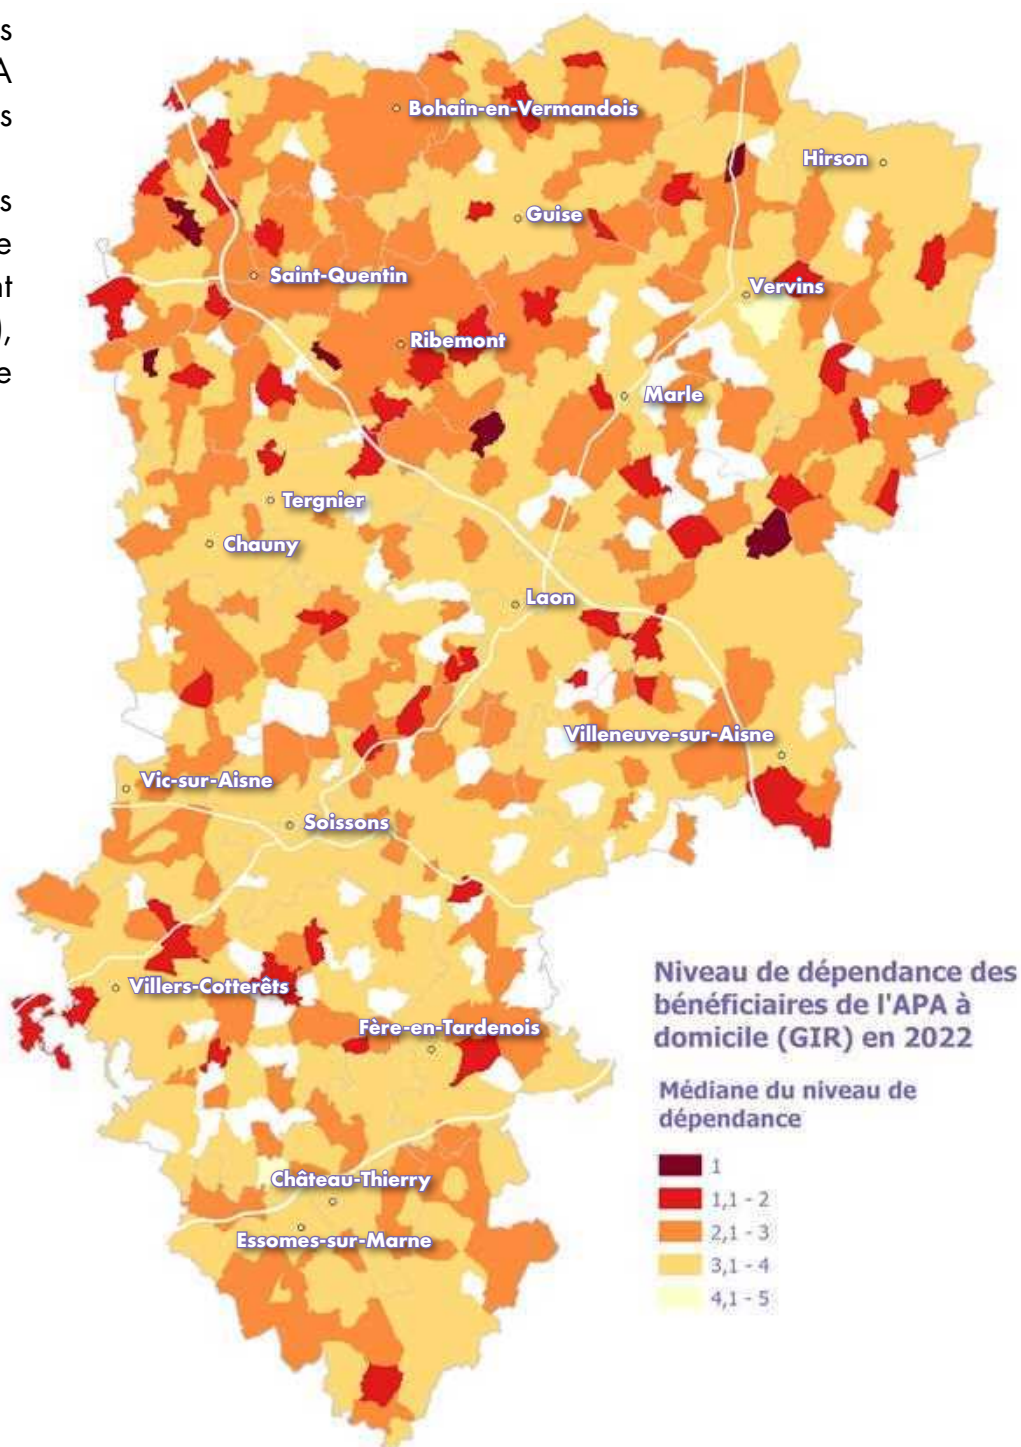 s
A
s
s
e
nt
),
e
Bohain-en-Vermandois
Hirson
Guise
Saint-Quentin
Vervins
Ribemont
Marle
Tergnier
Chauny
Laon
Villeneuve-sur-Aisne
Vic-sur-Aisne
Soissons
Villers-Cotterêts
Fère-en-Tardenois
Château-Thierry
Essomes-sur-Marne
Niveau de dépendance des
bénéficiaires de l'APA à
domicile (GIR) en 2022
Médiane du niveau de
dépendance
1
1,1 - 2
2,1 - 3
3,1 - 4
4,1 - 5